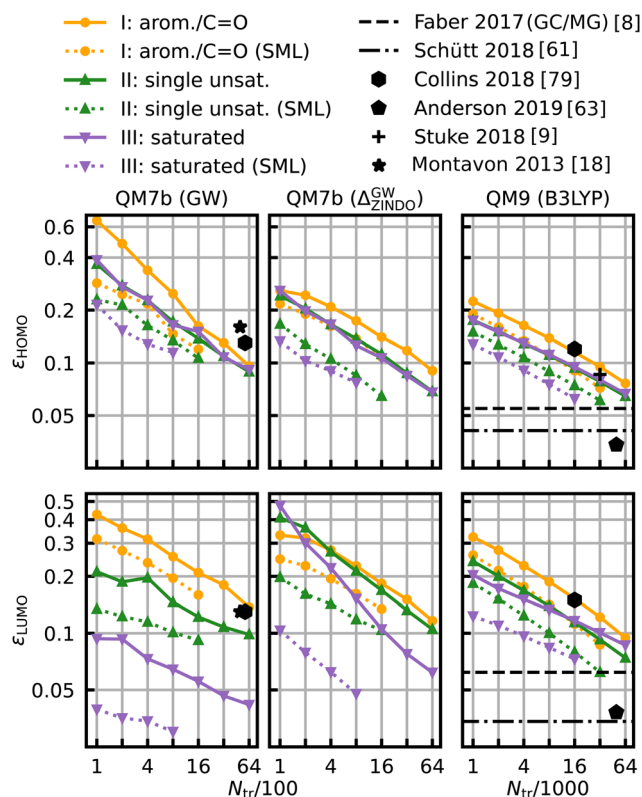 I: arom./C=O
I: arom./C=O (SML)
II: single unsat.
II: single unsat. (SML)
III: saturated
III: saturated (SML)
Faber 2017(GC/MG) [8]
Schütt 2018 [61]
Collins 2018 [79]
Anderson 2019 [63]
Stuke 2018 [9]
Montavon 2013 [18]
QM7b (GW)
QM7b (Δ^GW_ZINDO)
QM9 (B3LYP)
ε_HOMO
0.6
0.4
0.2
0.1
0.05
ε_LUMO
0.5
0.4
0.3
0.2
0.1
0.05
1 4 16 64
1 4 16 64
1 4 16 64
N_tr/100
N_tr/1000